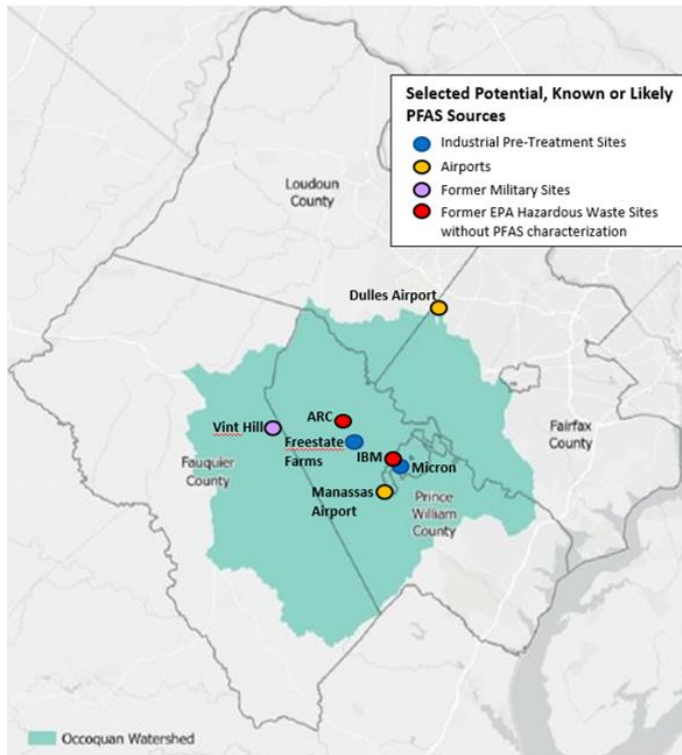 Selected Potential, Known or Likely
PFAS Sources
Industrial Pre-Treatment Sites
Airports
Former Military Sites
Former EPA Hazardous Waste Sites
without PFAS characterization
Loudoun
County
Dulles Airport
ARC
Vint Hill
Freestate
Farms
IBM
Micron
Fairfax
County
Fauquier
County
Manassas
Airport
Prince
William
County
Occoquan Watershed